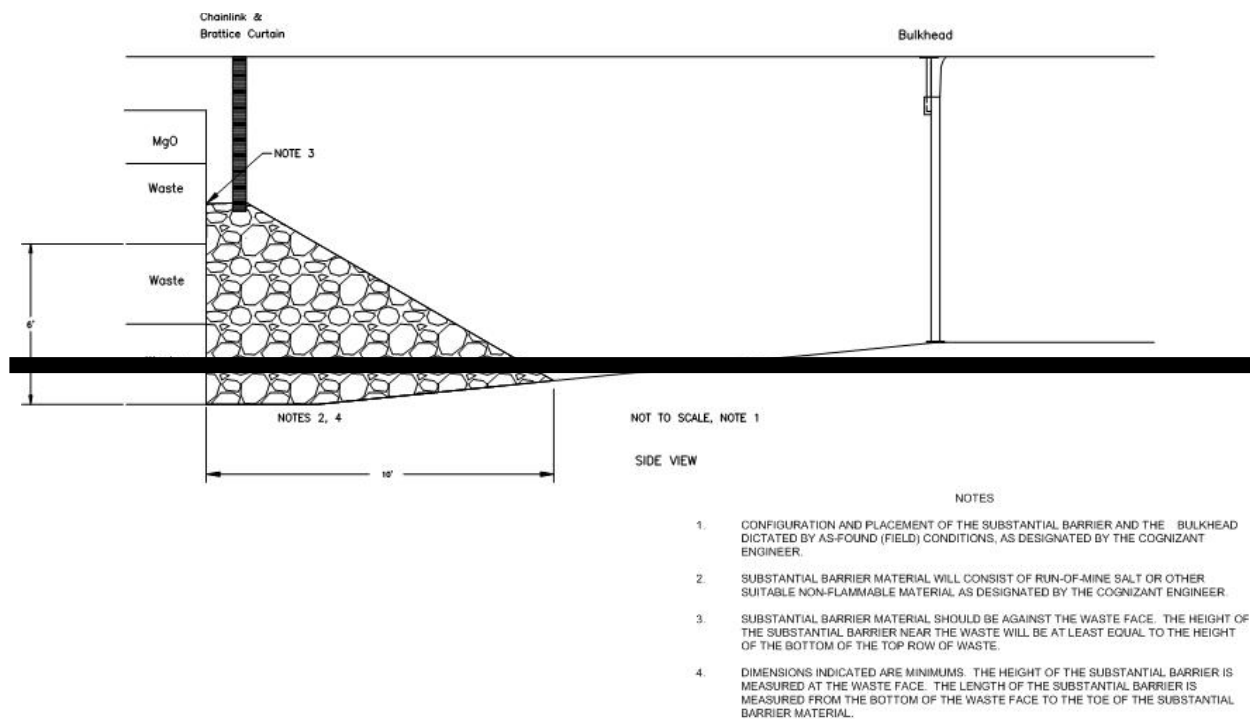 Chainlink &
Brattice Curtain
Bulkhead
MgO
NOTE 3
Waste
Waste
6'
NOTES 2, 4
NOT TO SCALE, NOTE 1
10'
SIDE VIEW
NOTES
1. CONFIGURATION AND PLACEMENT OF THE SUBSTANTIAL BARRIER AND THE BULKHEAD
DICTATED BY AS-FOUND (FIELD) CONDITIONS, AS DESIGNATED BY THE COGNIZANT
ENGINEER.
2. SUBSTANTIAL BARRIER MATERIAL WILL CONSIST OF RUN-OF-MINE SALT OR OTHER
SUITABLE NON-FLAMMABLE MATERIAL AS DESIGNATED BY THE COGNIZANT ENGINEER.
3. SUBSTANTIAL BARRIER MATERIAL SHOULD BE AGAINST THE WASTE FACE. THE HEIGHT OF
THE SUBSTANTIAL BARRIER NEAR THE WASTE WILL BE AT LEAST EQUAL TO THE HEIGHT
OF THE BOTTOM OF THE TOP ROW OF WASTE.
4. DIMENSIONS INDICATED ARE MINIMUMS. THE HEIGHT OF THE SUBSTANTIAL BARRIER IS
MEASURED AT THE WASTE FACE. THE LENGTH OF THE SUBSTANTIAL BARRIER IS
MEASURED FROM THE BOTTOM OF THE WASTE FACE TO THE TOE OF THE SUBSTANTIAL
BARRIER MATERIAL.